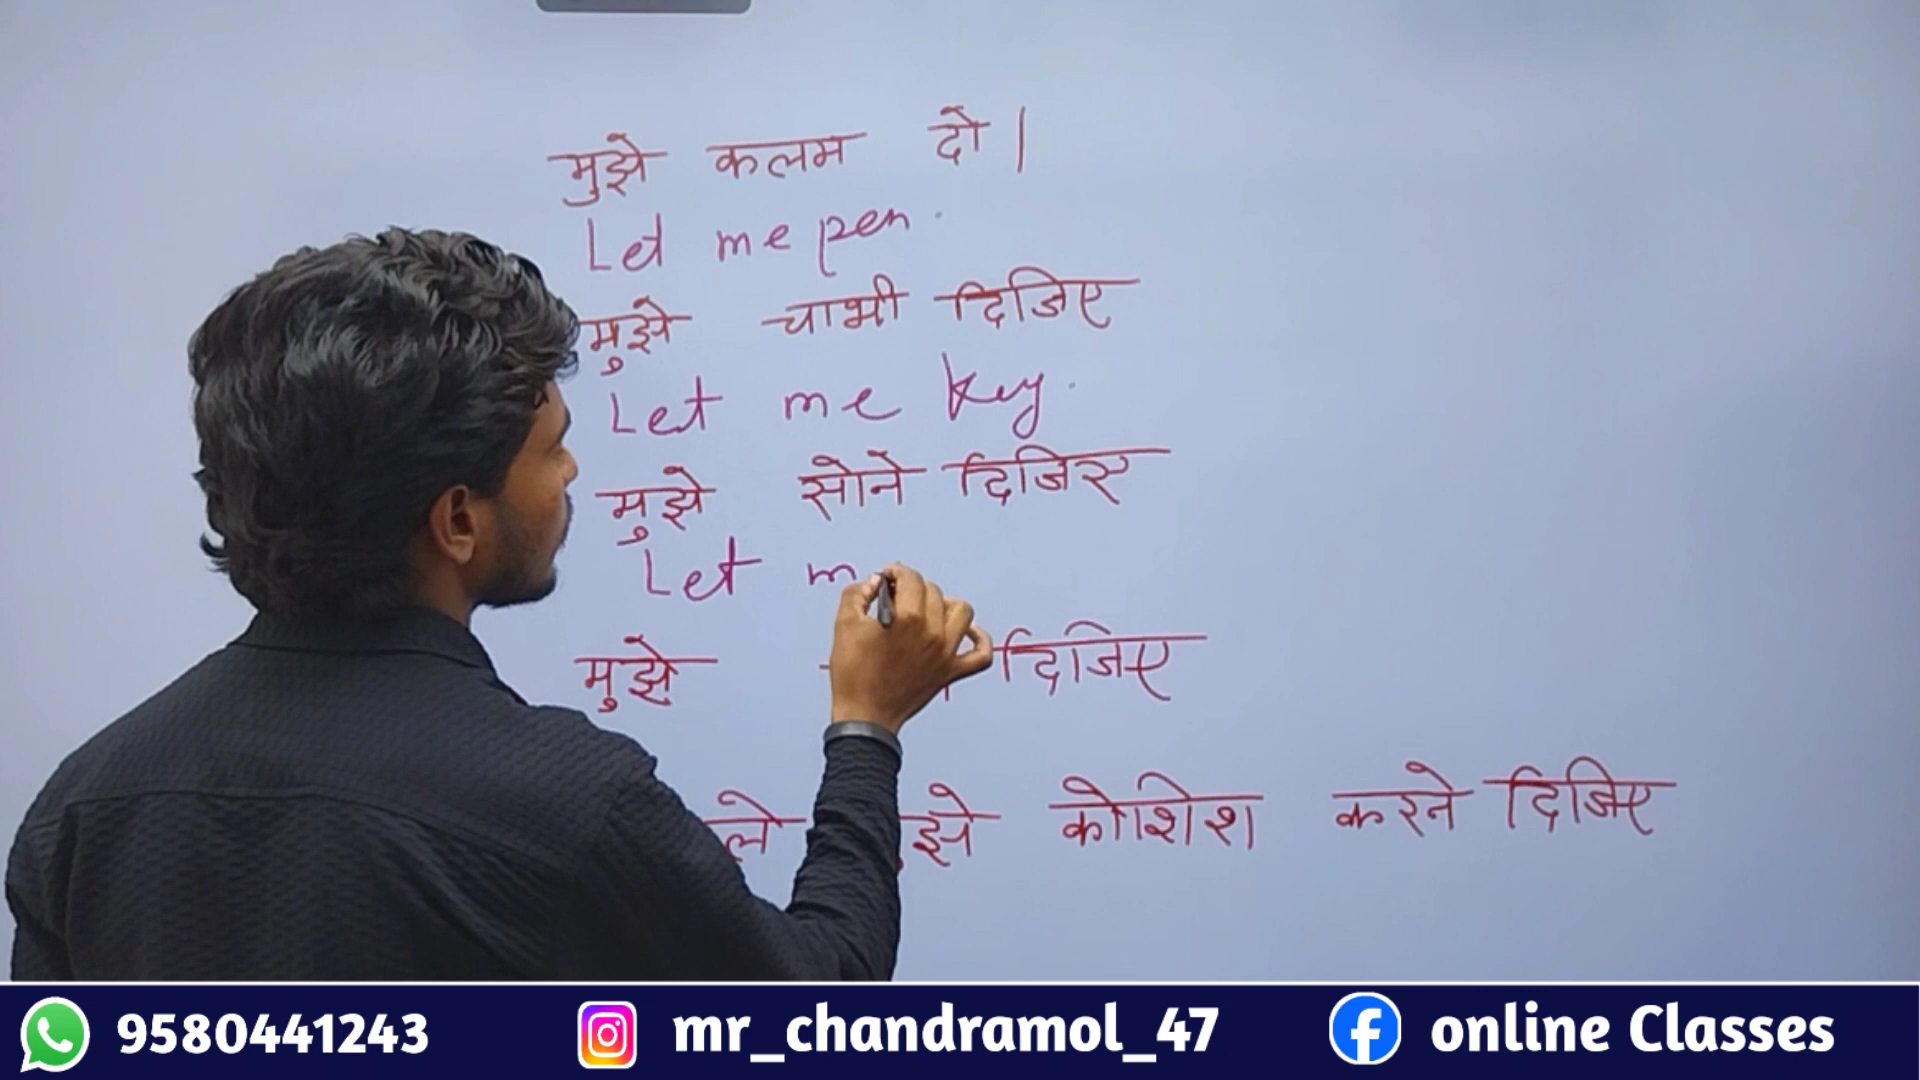 मुझे कलम दो |
Let me pen.
मुझे चाभी दिजिए
Let me key.
मुझे सोने दिजिए
Let m
मुझे दिजिए
कोशिश करने दिजिए
9580441243 mr_chandramol_47 online Classes